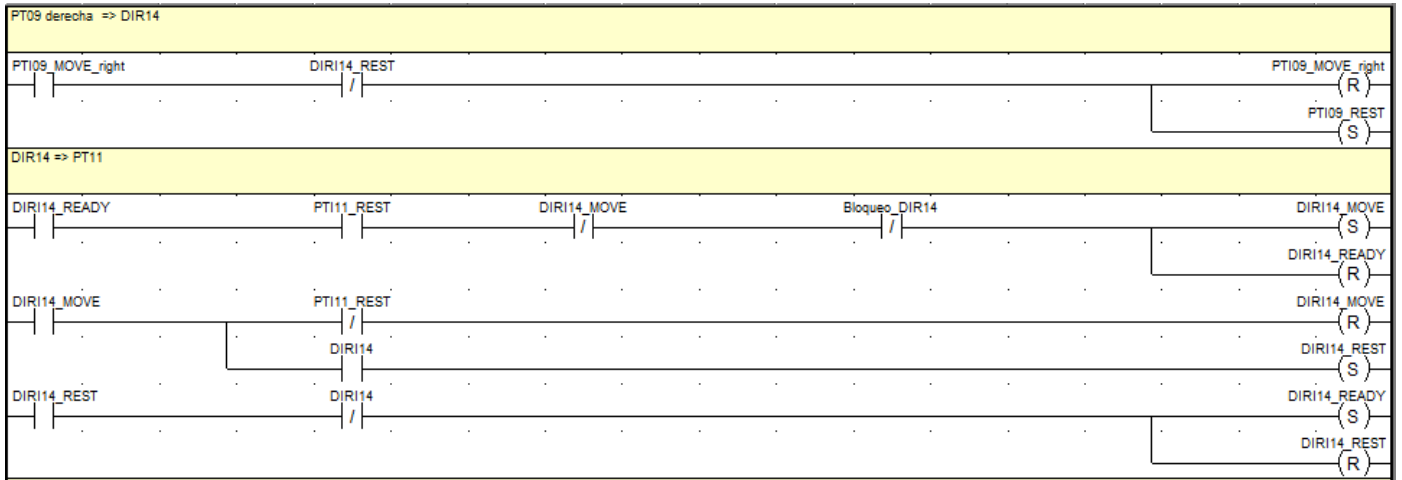 PT09 derecha => DIR14
PTI09_MOVE_right DIRI14_REST PTI09_MOVE_right
/ R
PTI09_REST
S
DIR14 => PT11
DIRI14_READY PTI11_REST DIRI14_MOVE Bloqueo_DIR14 DIRI14_MOVE
/ / S
DIRI14_READY
R
DIRI14_MOVE PTI11_REST DIRI14_MOVE
/ R
DIRI14 DIRI14_REST
S
DIRI14_REST DIRI14 DIRI14_READY
/ S
DIRI14_REST
R